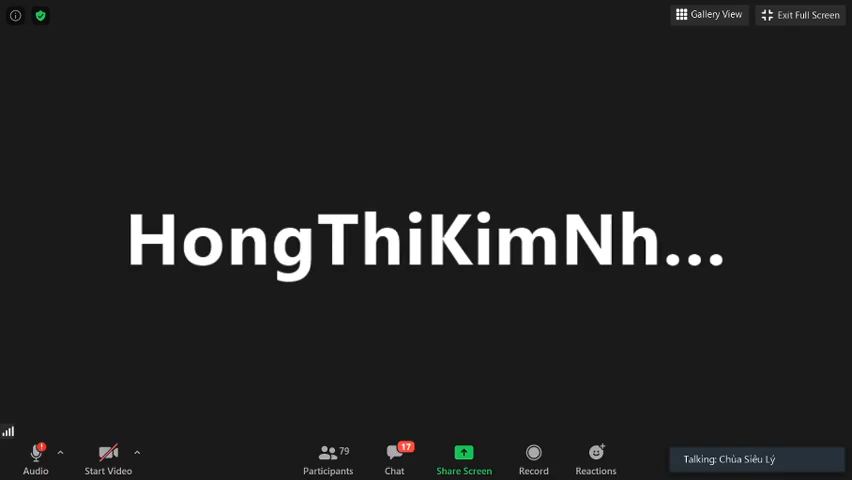 Gallery View
Exit Full Screen
HongThiKimNh...
79
17
Audio
Start Video
Participants
Chat
Share Screen
Record
Reactions
Talking: Chùa Siêu Lý